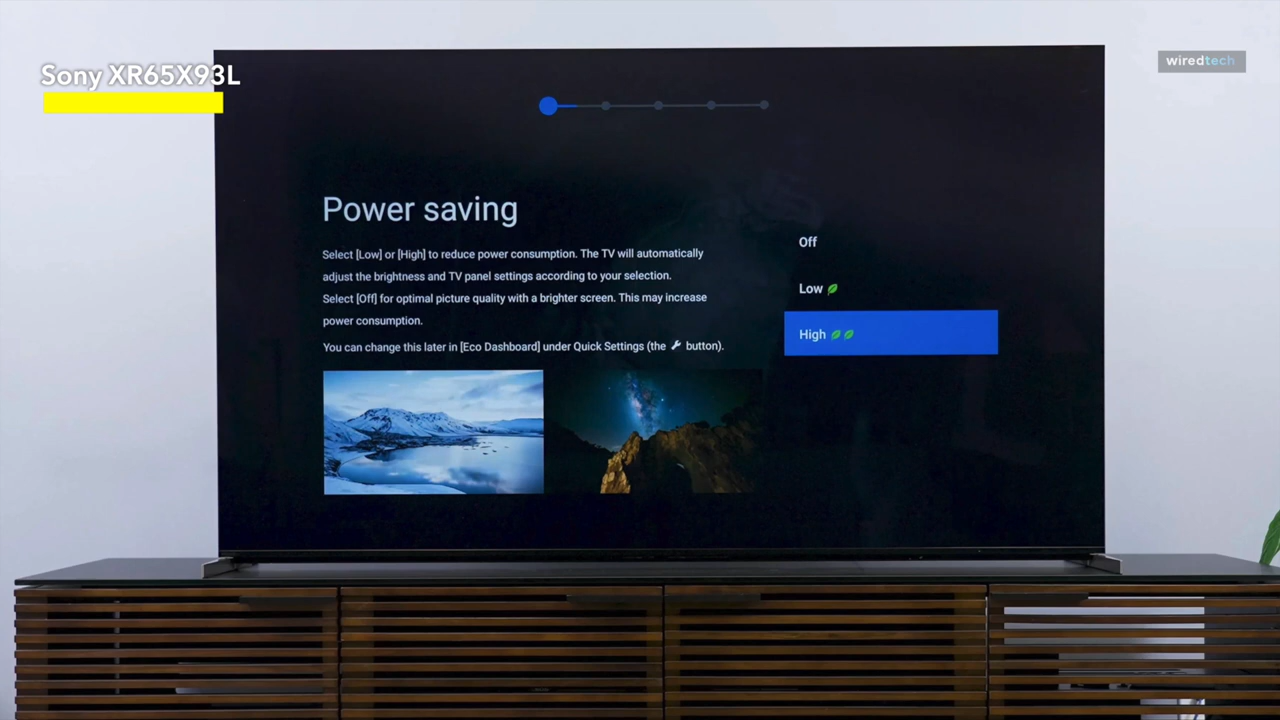 Sony XR65X93L
wiredtech
Power saving
Select [Low] or [High] to reduce power consumption. The TV will automatically
adjust the brightness and TV panel settings according to your selection.
Select [Off] for optimal picture quality with a brighter screen. This may increase
power consumption.
You can change this later in [Eco Dashboard] under Quick Settings (the button).
Off
Low
High